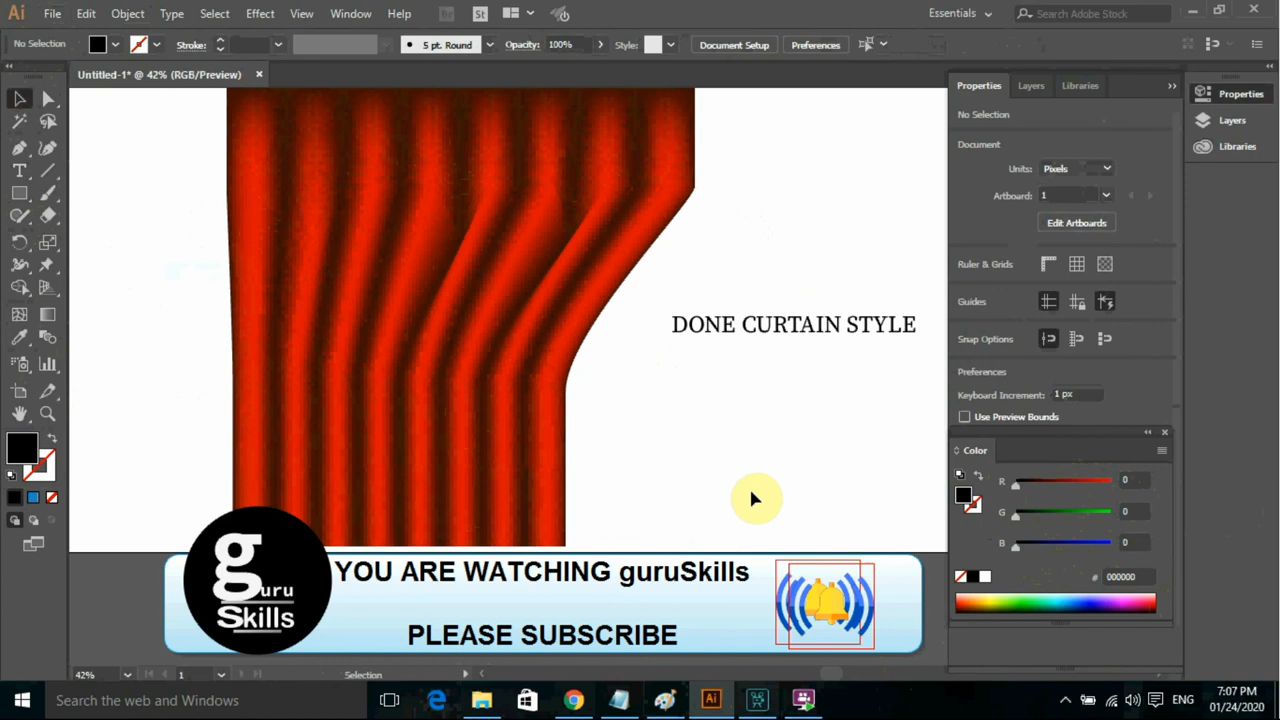 Ai File Edit Object Type Select Effect View Window Help Br St Essentials Search Adobe Stock
No Selection Stroke: 5 pt. Round Opacity: 100% Style: Document Setup Preferences
Untitled-1* @ 42% (RGB/Preview)
Properties Layers Libraries
Properties
Layers
Libraries
No Selection
Document
Units: Pixels
Artboard: 1
Edit Artboards
Ruler & Grids
Guides
Snap Options
Preferences
Keyboard Increment: 1 px
Use Preview Bounds
Color
R 0
G 0
B 0
# 000000
DONE CURTAIN STYLE
guru
Skills
YOU ARE WATCHING guruSkills
PLEASE SUBSCRIBE
42% 1 Selection
Search the web and Windows
Ai
ENG
7:07 PM
01/24/2020